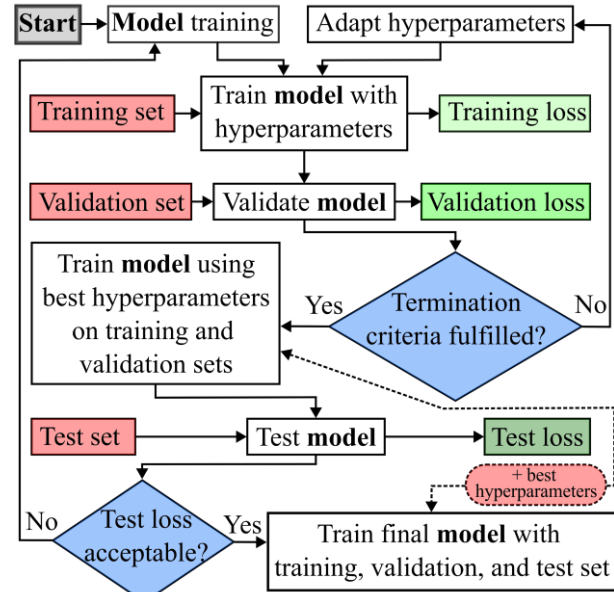 Start
Model training
Adapt hyperparameters
Training set
Train model with
hyperparameters
Training loss
Validation set
Validate model
Validation loss
Train model using
best hyperparameters
on training and
validation sets
Yes
Termination
criteria fulfilled?
No
Test set
Test model
Test loss
+ best
hyperparameters
No
Test loss
acceptable?
Yes
Train final model with
training, validation, and test set